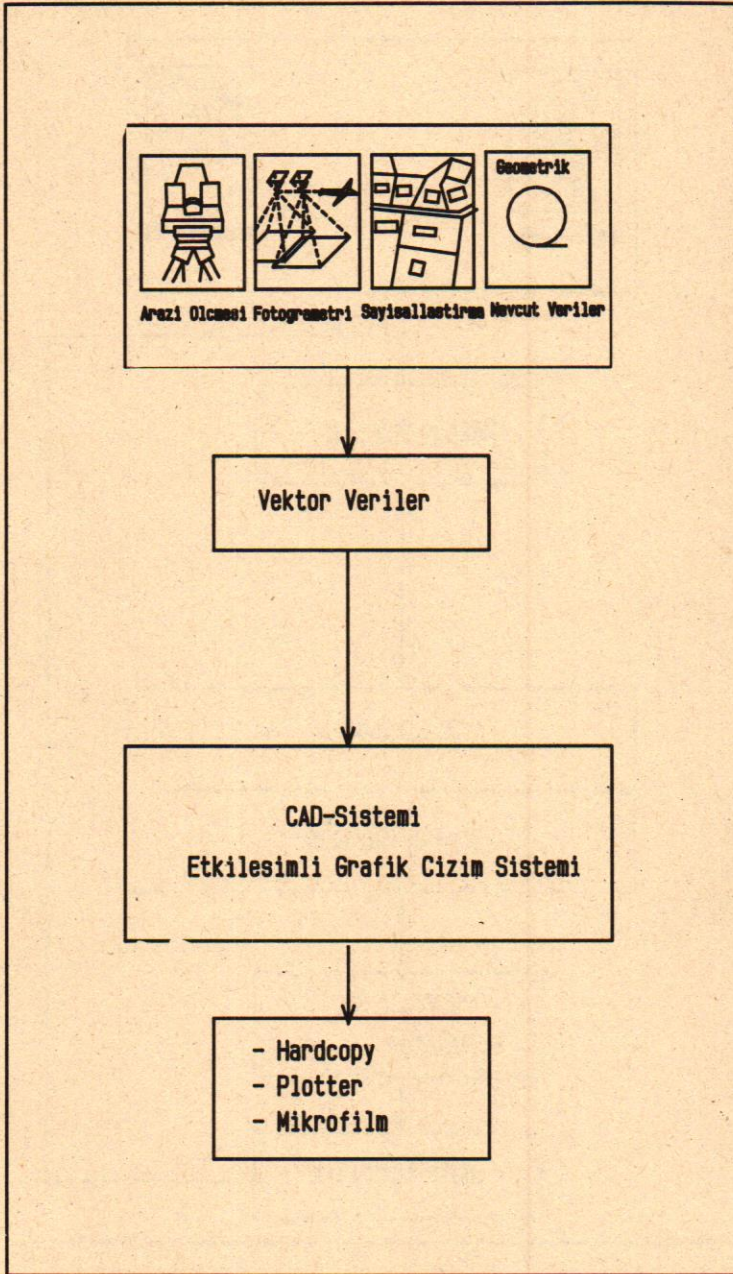 Geometrik
Arazi Olcmesi Fotogrametri Sayisallastirma Mevcut Veriler
Vektor Veriler
CAD-Sistemi
Etkilesimli Grafik Cizim Sistemi
- Hardcopy
- Plotter
- Mikrofilm